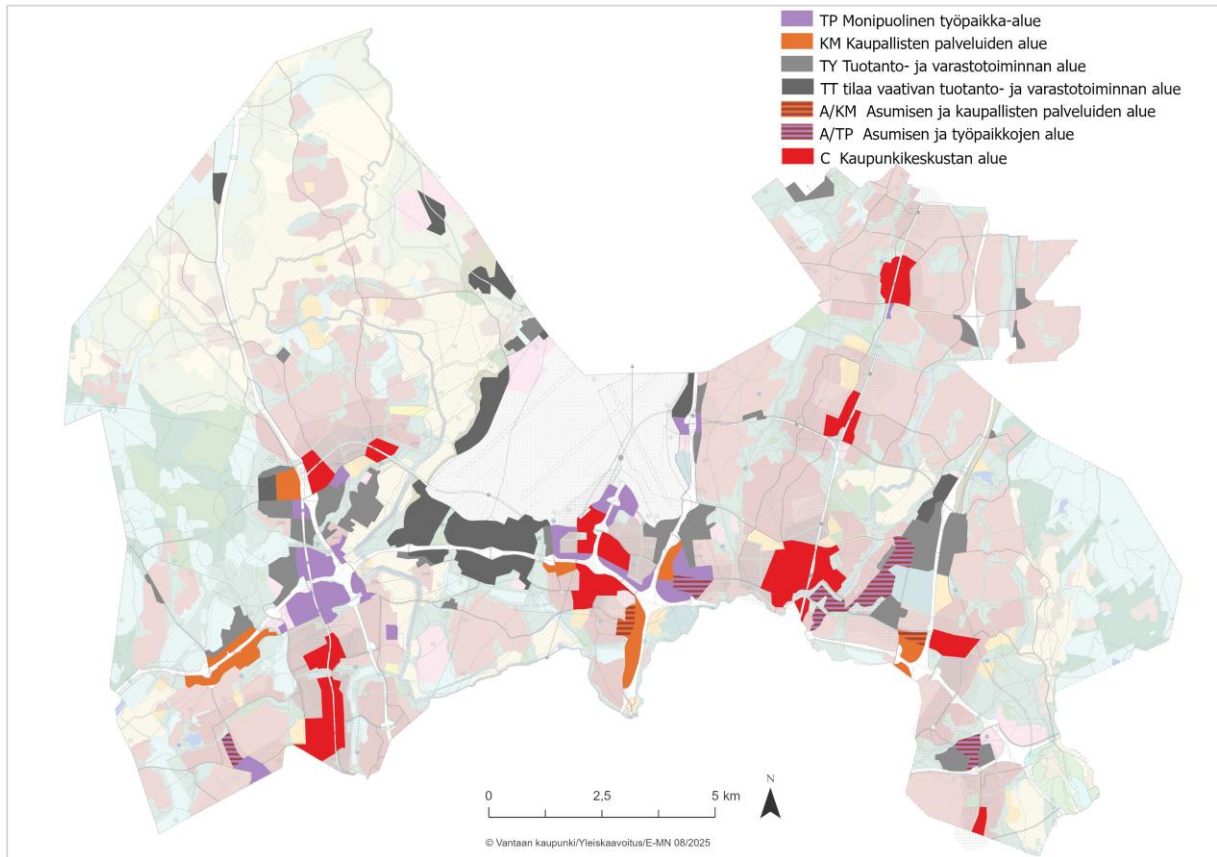 TP Monipuolinen työpaikka-alue
KM Kaupallisten palveluiden alue
TY Tuotanto- ja varastotoiminnan alue
TT tilaa vaativan tuotanto- ja varastotoiminnan alue
A/KM Asumisen ja kaupallisten palveluiden alue
A/TP Asumisen ja työpaikkojen alue
C Kaupunkikeskustan alue
N
0 2,5 5 km
© Vantaan kaupunki/Yleiskaavoitus/E-MN 08/2025